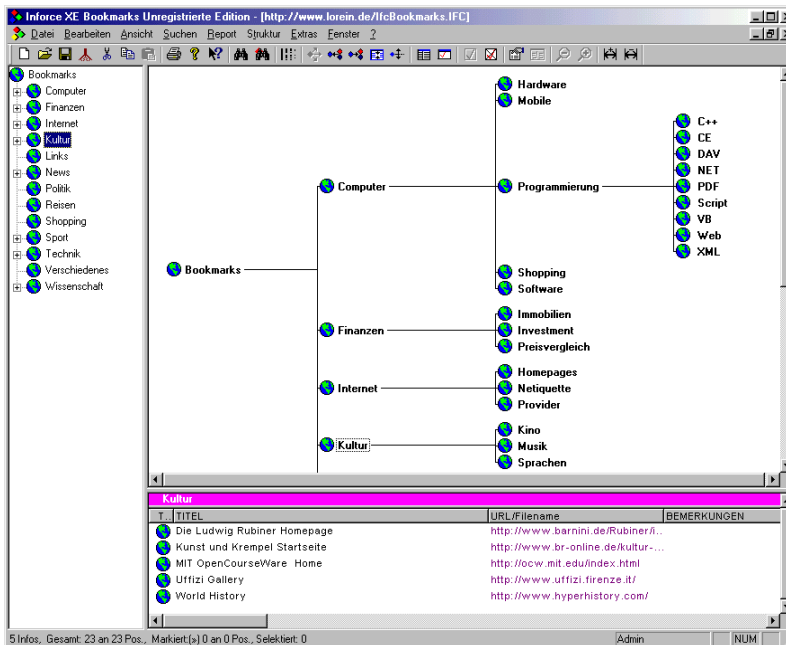 Inforce XE Bookmarks Unregistrierte Edition - [http://www.lorein.de/IfcBookmarks.IFC]
Datei Bearbeiten Ansicht Suchen Report Struktur Extras Fenster ?
Bookmarks
Computer
Finanzen
Internet
Kultur
Links
News
Politik
Reisen
Shopping
Sport
Technik
Verschiedenes
Wissenschaft
Bookmarks
Computer
Hardware
Mobile
Programmierung
C++
CE
DAV
NET
PDF
Script
VB
Web
XML
Shopping
Software
Finanzen
Immobilien
Investment
Preisvergleich
Internet
Homepages
Netiquette
Provider
Kultur
Kino
Musik
Sprachen
Kultur
T.. TITEL URL/Filename BEMERKUNGEN
Die Ludwig Rubiner Homepage http://www.barnini.de/Rubiner/i..
Kunst und Krempel Startseite http://www.br-online.de/kultur-...
MIT OpenCourseWare Home http://ocw.mit.edu/index.html
Uffizi Gallery http://www.uffizi.firenze.it/
World History http://www.hyperhistory.com/
5 Infos, Gesamt: 23 an 23 Pos., Markiert(») 0 an 0 Pos., Selektiert: 0 Admin NUM